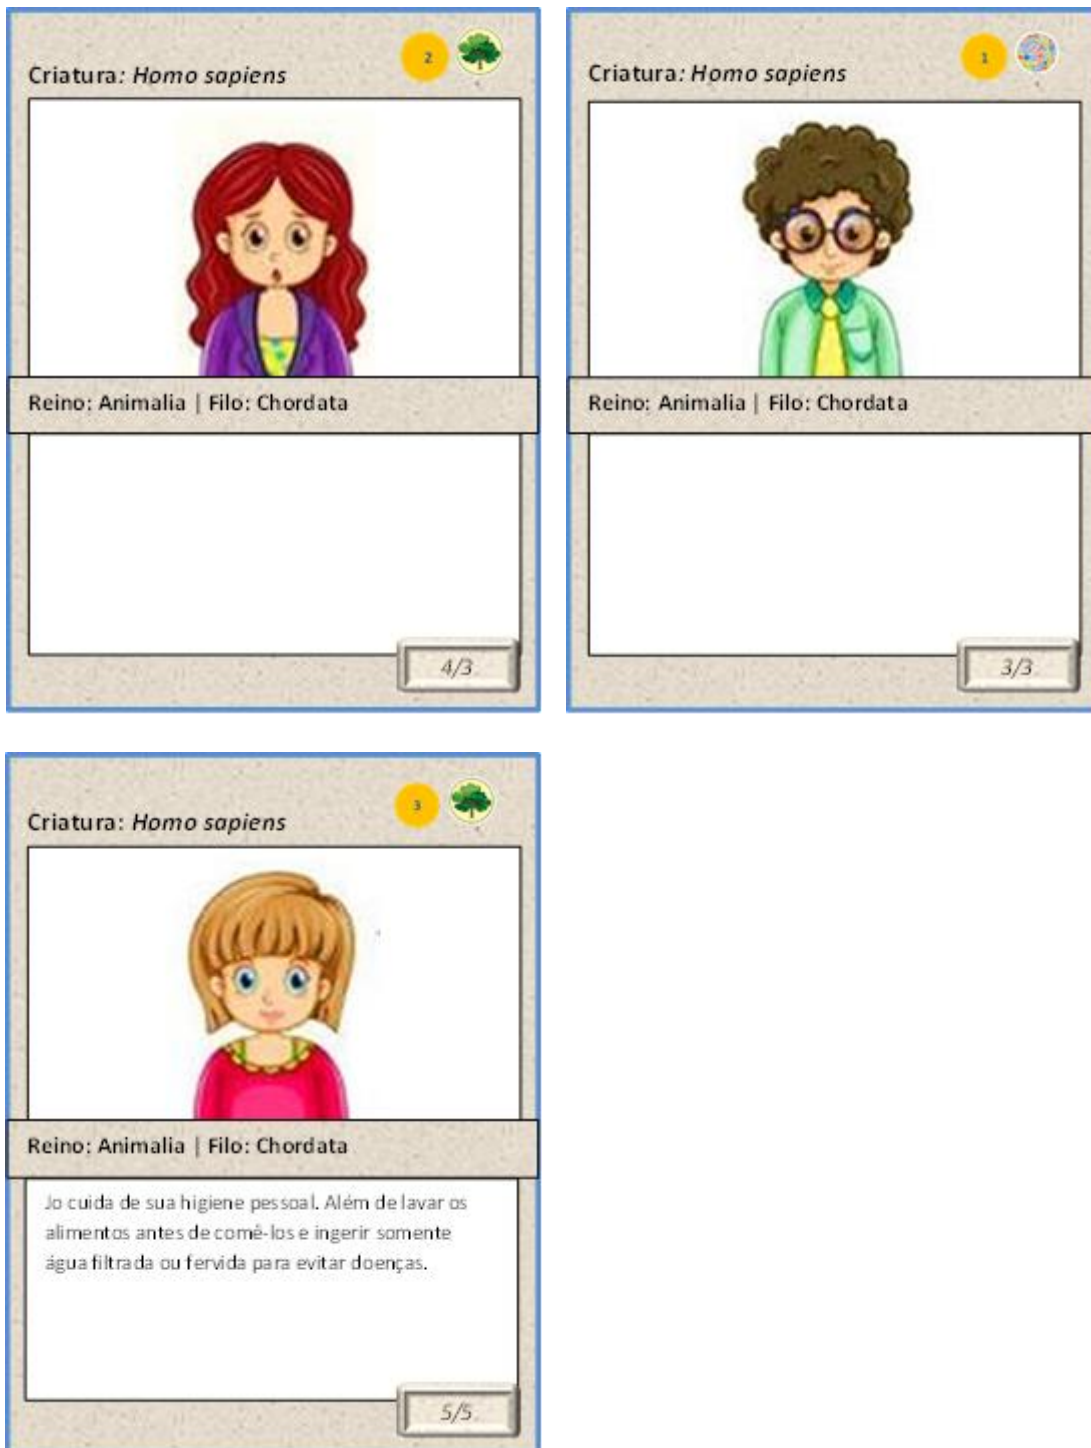 Criatura: Homo sapiens
2
Reino: Animalia | Filo: Chordata
4/3
Criatura: Homo sapiens
1
Reino: Animalia | Filo: Chordata
3/3
Criatura: Homo sapiens
3
Reino: Animalia | Filo: Chordata
Jo cuida de sua higiene pessoal. Além de lavar os
alimentos antes de comê-los e ingerir somente
água filtrada ou fervida para evitar doenças.
5/5